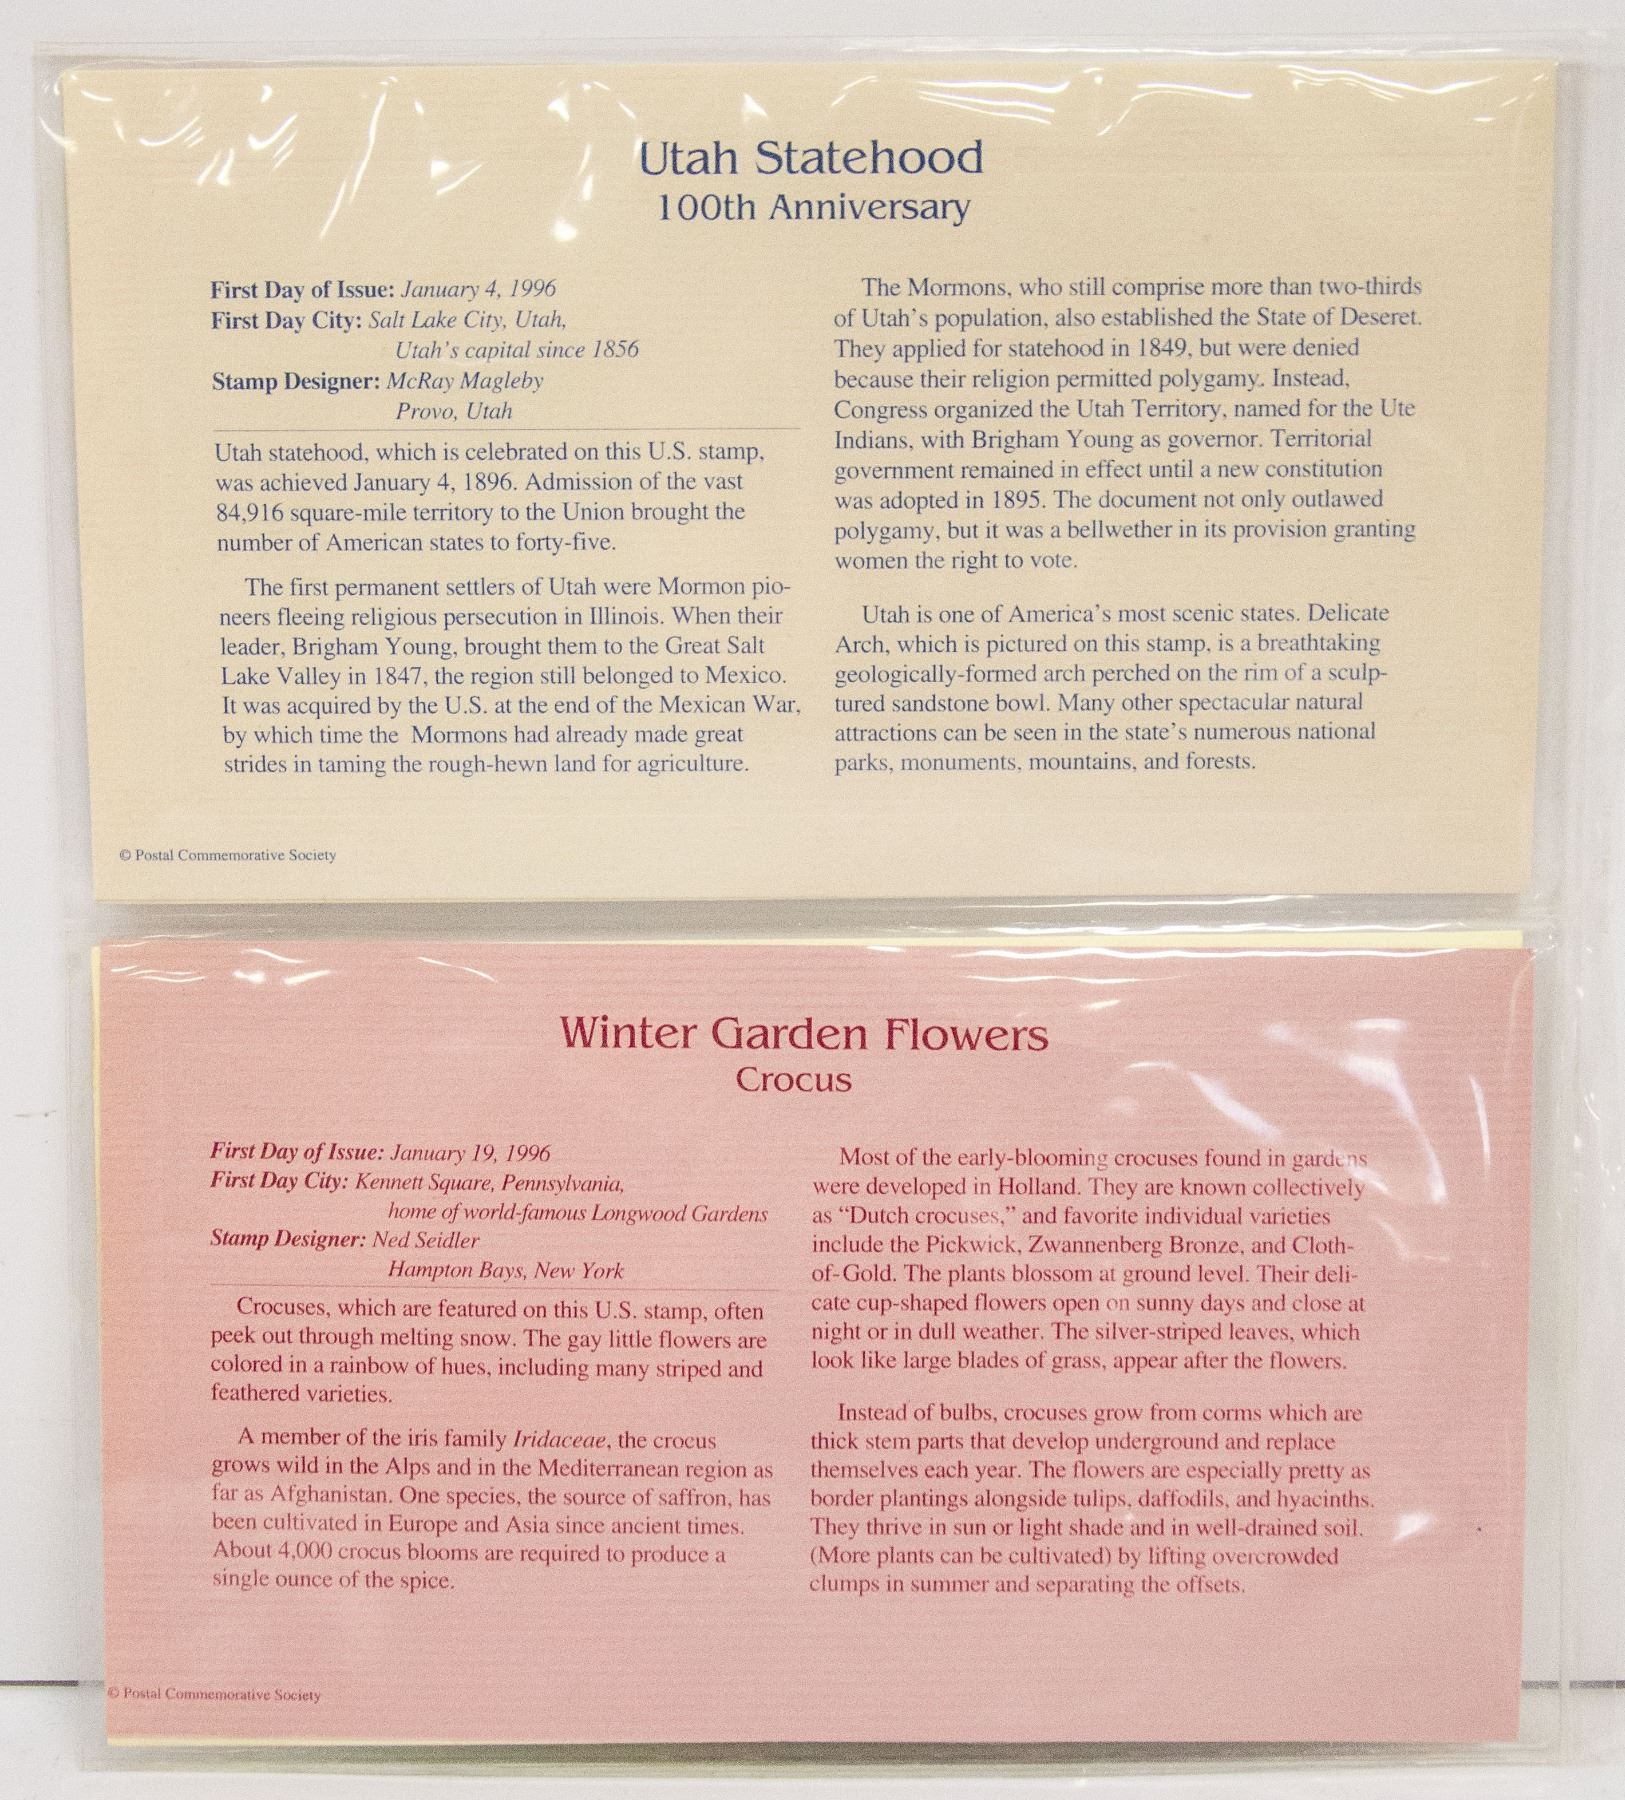 Utah Statehood
100th Anniversary
First Day of Issue: January 4, 1996
First Day City: Salt Lake City, Utah,
Utah's capital since 1856
Stamp Designer: McRay Magleby
Provo, Utah
Utah statehood, which is celebrated on this U.S. stamp,
was achieved January 4, 1896. Admission of the vast
84,916 square-mile territory to the Union brought the
number of American states to forty-five.
The first permanent settlers of Utah were Mormon pio-
neers fleeing religious persecution in Illinois. When their
leader, Brigham Young, brought them to the Great Salt
Lake Valley in 1847, the region still belonged to Mexico.
It was acquired by the U.S. at the end of the Mexican War,
by which time the Mormons had already made great
strides in taming the rough-hewn land for agriculture.
The Mormons, who still comprise more than two-thirds
of Utah's population, also established the State of Deseret.
They applied for statehood in 1849, but were denied
because their religion permitted polygamy. Instead,
Congress organized the Utah Territory, named for the Ute
Indians, with Brigham Young as governor. Territorial
government remained in effect until a new constitution
was adopted in 1895. The document not only outlawed
polygamy, but it was a bellwether in its provision granting
women the right to vote.
Utah is one of America's most scenic states. Delicate
Arch, which is pictured on this stamp, is a breathtaking
geologically-formed arch perched on the rim of a sculp-
tured sandstone bowl. Many other spectacular natural
attractions can be seen in the state's numerous national
parks, monuments, mountains, and forests.
© Postal Commemorative Society
Winter Garden Flowers
Crocus
First Day of Issue: January 19, 1996
First Day City: Kennett Square, Pennsylvania,
home of world-famous Longwood Gardens
Stamp Designer: Ned Seidler
Hampton Bays, New York
Crocuses, which are featured on this U.S. stamp, often
peek out through melting snow. The gay little flowers are
colored in a rainbow of hues, including many striped and
feathered varieties.
A member of the iris family Iridaceae, the crocus
grows wild in the Alps and in the Mediterranean region as
far as Afghanistan. One species, the source of saffron, has
been cultivated in Europe and Asia since ancient times.
About 4,000 crocus blooms are required to produce a
single ounce of the spice.
Most of the early-blooming crocuses found in gardens
were developed in Holland. They are known collectively
as “Dutch crocuses,” and favorite individual varieties
include the Pickwick, Zwannenberg Bronze, and Cloth-
of-Gold. The plants blossom at ground level. Their deli-
cate cup-shaped flowers open on sunny days and close at
night or in dull weather. The silver-striped leaves, which
look like large blades of grass, appear after the flowers.
Instead of bulbs, crocuses grow from corms which are
thick stem parts that develop underground and replace
themselves each year. The flowers are especially pretty as
border plantings alongside tulips, daffodils, and hyacinths.
They thrive in sun or light shade and in well-drained soil.
(More plants can be cultivated) by lifting overcrowded
clumps in summer and separating the offsets.
© Postal Commemorative Society